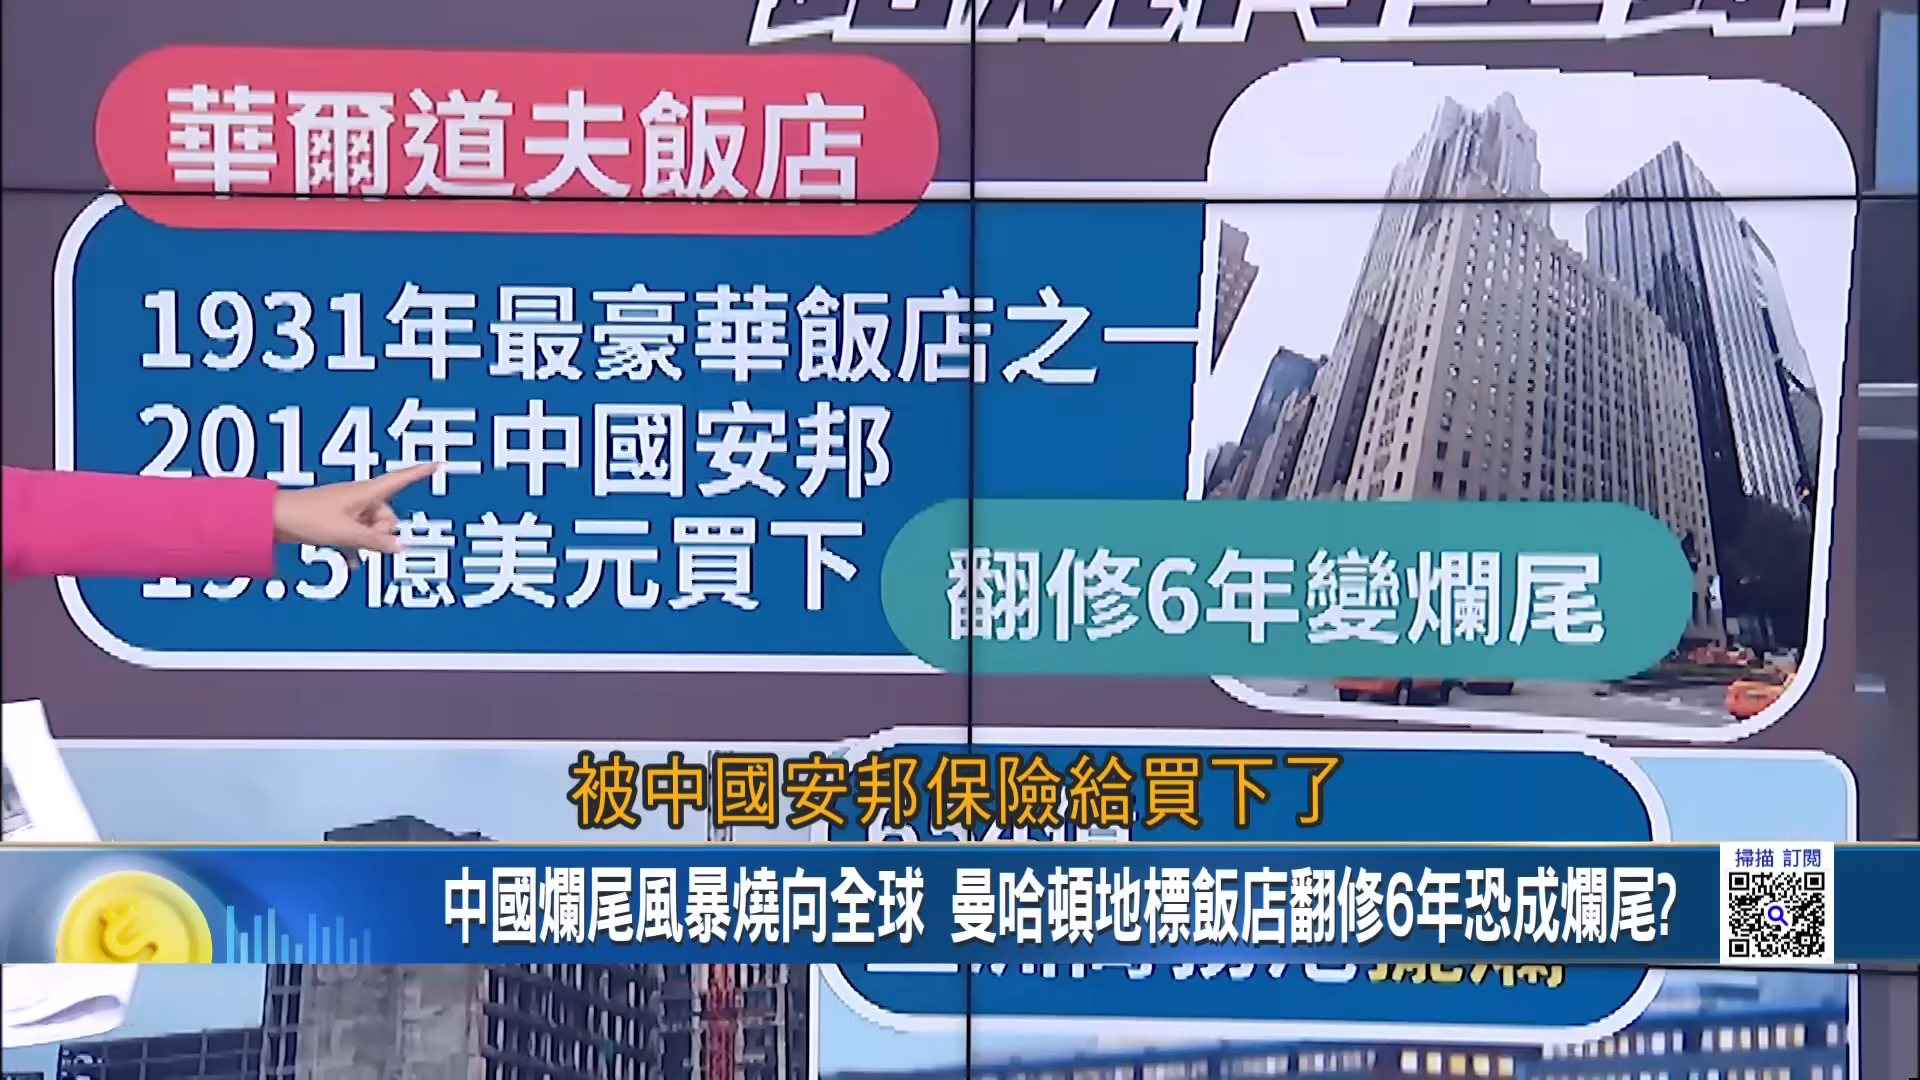 華爾道夫飯店
1931年最豪華飯店之一
2014年中國安邦
19.5億美元買下
翻修6年變爛尾
被中國安邦保險給買下了
中國爛尾風暴燒向全球 曼哈頓地標飯店翻修6年恐成爛尾?
掃描 訂閱